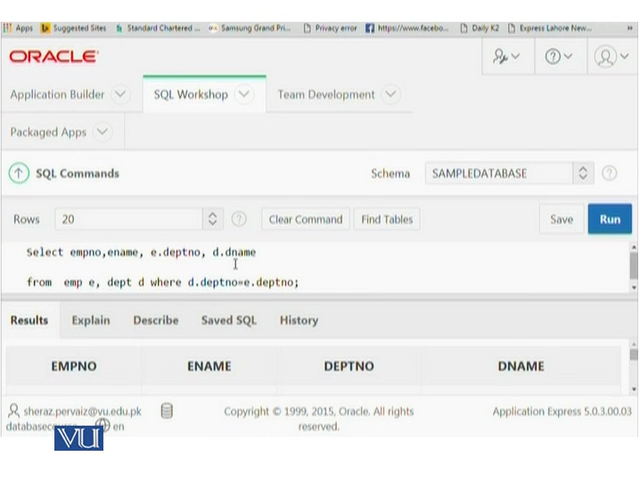 Apps Suggested Sites Standard Chartered ... Samsung Grand Pri... Privacy error https://www.facebo... Daily K2 Express Lahore New... »
ORACLE
Application Builder SQL Workshop Team Development
Packaged Apps
SQL Commands Schema SAMPLEDATABASE
Rows 20 Clear Command Find Tables Save Run
Select empno,ename, e.deptno, d.dname
from emp e, dept d where d.deptno=e.deptno;
Results Explain Describe Saved SQL History
EMPNO ENAME DEPTNO DNAME
sheraz.pervaiz@vu.edu.pk Copyright © 1999, 2015, Oracle. All rights Application Express 5.0.3.00.03
en reserved.
VU